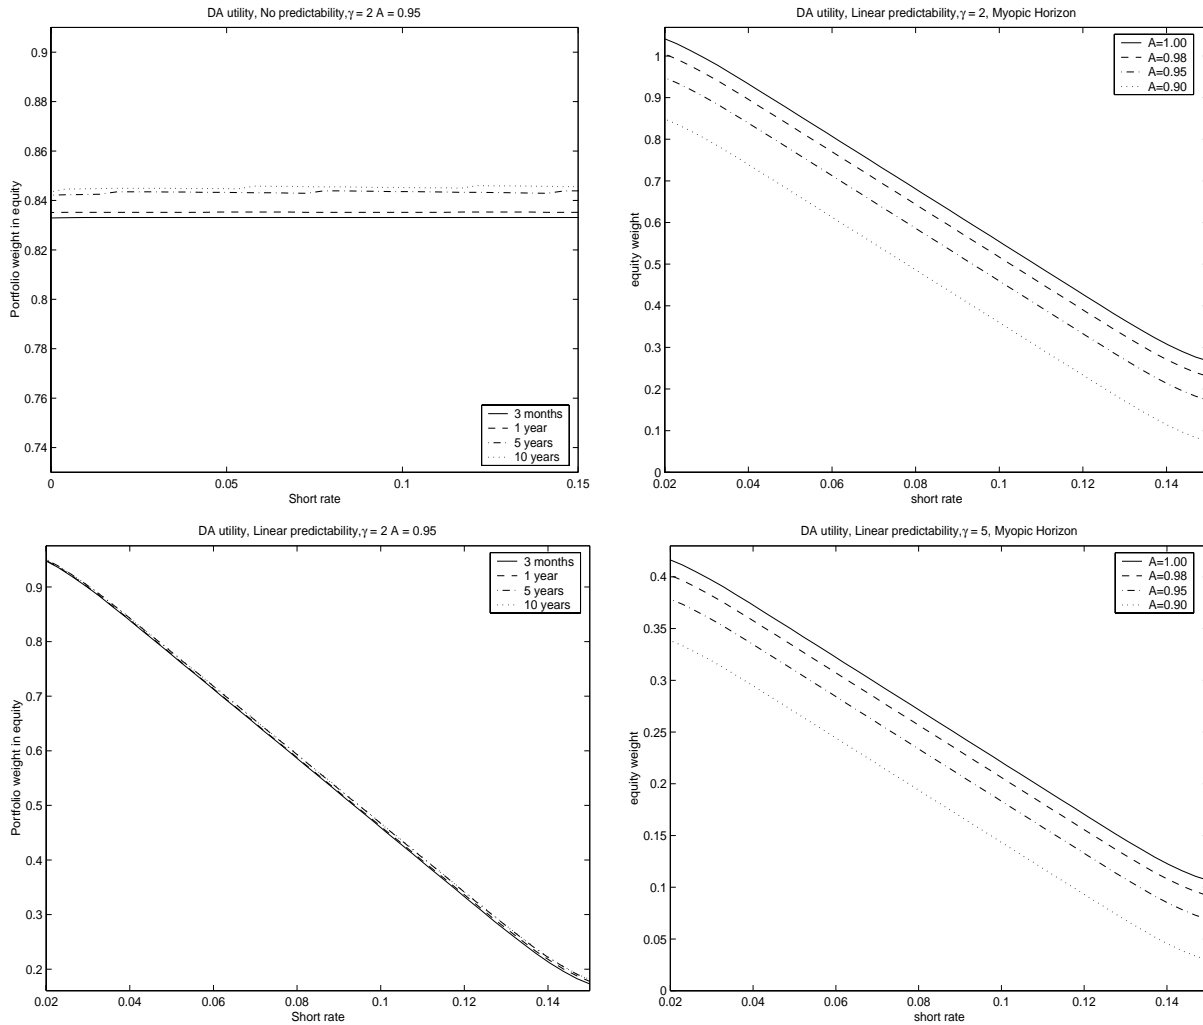 DA utility, No predictability,γ = 2 A = 0.95
0.9
0.88
0.86
0.84
0.82
0.8
0.78
0.76
0.74
Portfolio weight in equity
3 months
1 year
5 years
10 years
0 0.05 0.1 0.15
Short rate
DA utility, Linear predictability,γ = 2, Myopic Horizon
1
0.9
0.8
0.7
0.6
0.5
0.4
0.3
0.2
0.1
0
equity weight
A=1.00
A=0.98
A=0.95
A=0.90
0.02 0.04 0.06 0.08 0.1 0.12 0.14
short rate
DA utility, Linear predictability,γ = 2 A = 0.95
0.9
0.8
0.7
0.6
0.5
0.4
0.3
0.2
Portfolio weight in equity
3 months
1 year
5 years
10 years
0.02 0.04 0.06 0.08 0.1 0.12 0.14
Short rate
DA utility, Linear predictability,γ = 5, Myopic Horizon
0.4
0.35
0.3
0.25
0.2
0.15
0.1
0.05
0
equity weight
A=1.00
A=0.98
A=0.95
A=0.90
0.02 0.04 0.06 0.08 0.1 0.12 0.14
short rate